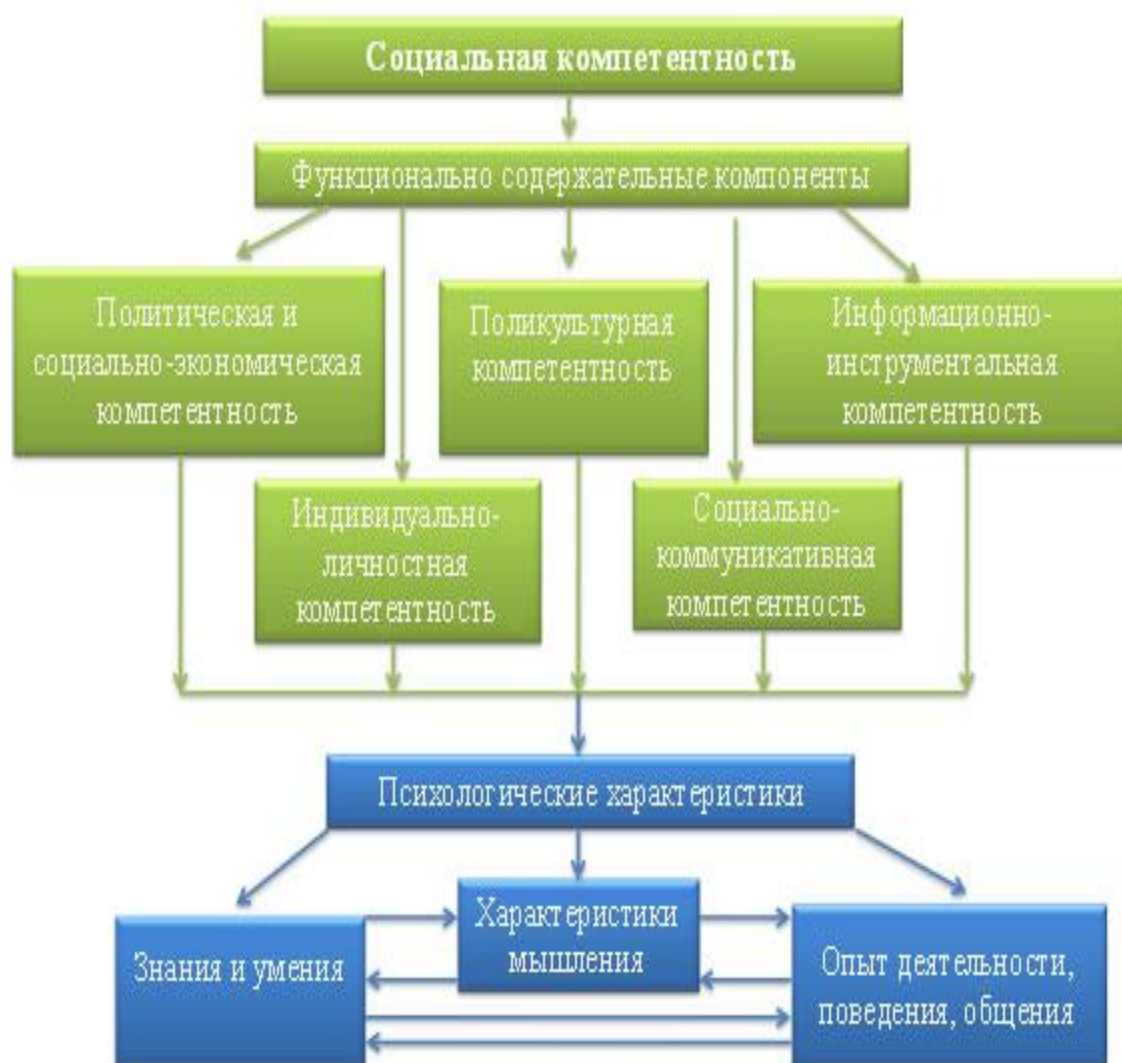 Социальная компетентность
Функционально содержательные компоненты
Политическая и
социально-экономическая
компетентность
Поликультурная
компетентность
Информационно-
инструментальная
компетентность
Индивидуально-
личностная
компетентность
Социально-
коммуникативная
компетентность
Психологические характеристики
Знания и умения
Характеристики
мышления
Опыт деятельности,
поведения, общения